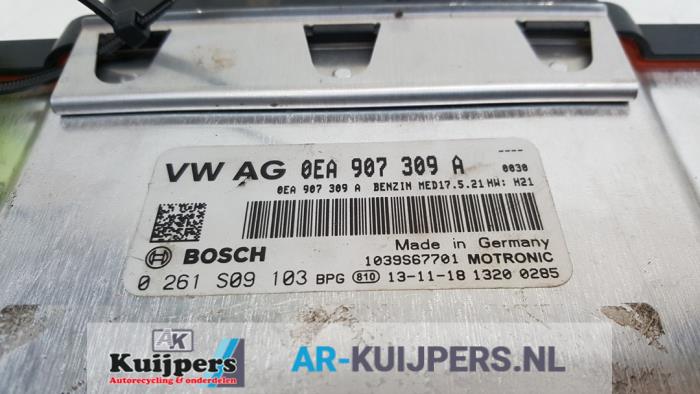 VW AG 0EA 907 309 A
----
0030
0EA 907 309 A BENZIN MED17.5.21 HW: H21
BOSCH
Made in Germany
1039S67701 MOTRONIC
0 261 S09 103 BPG 810 13-11-18 1320 0285
AK
Kuijpers
Autorecycling & onderdelen
AR-KUIJPERS.NL